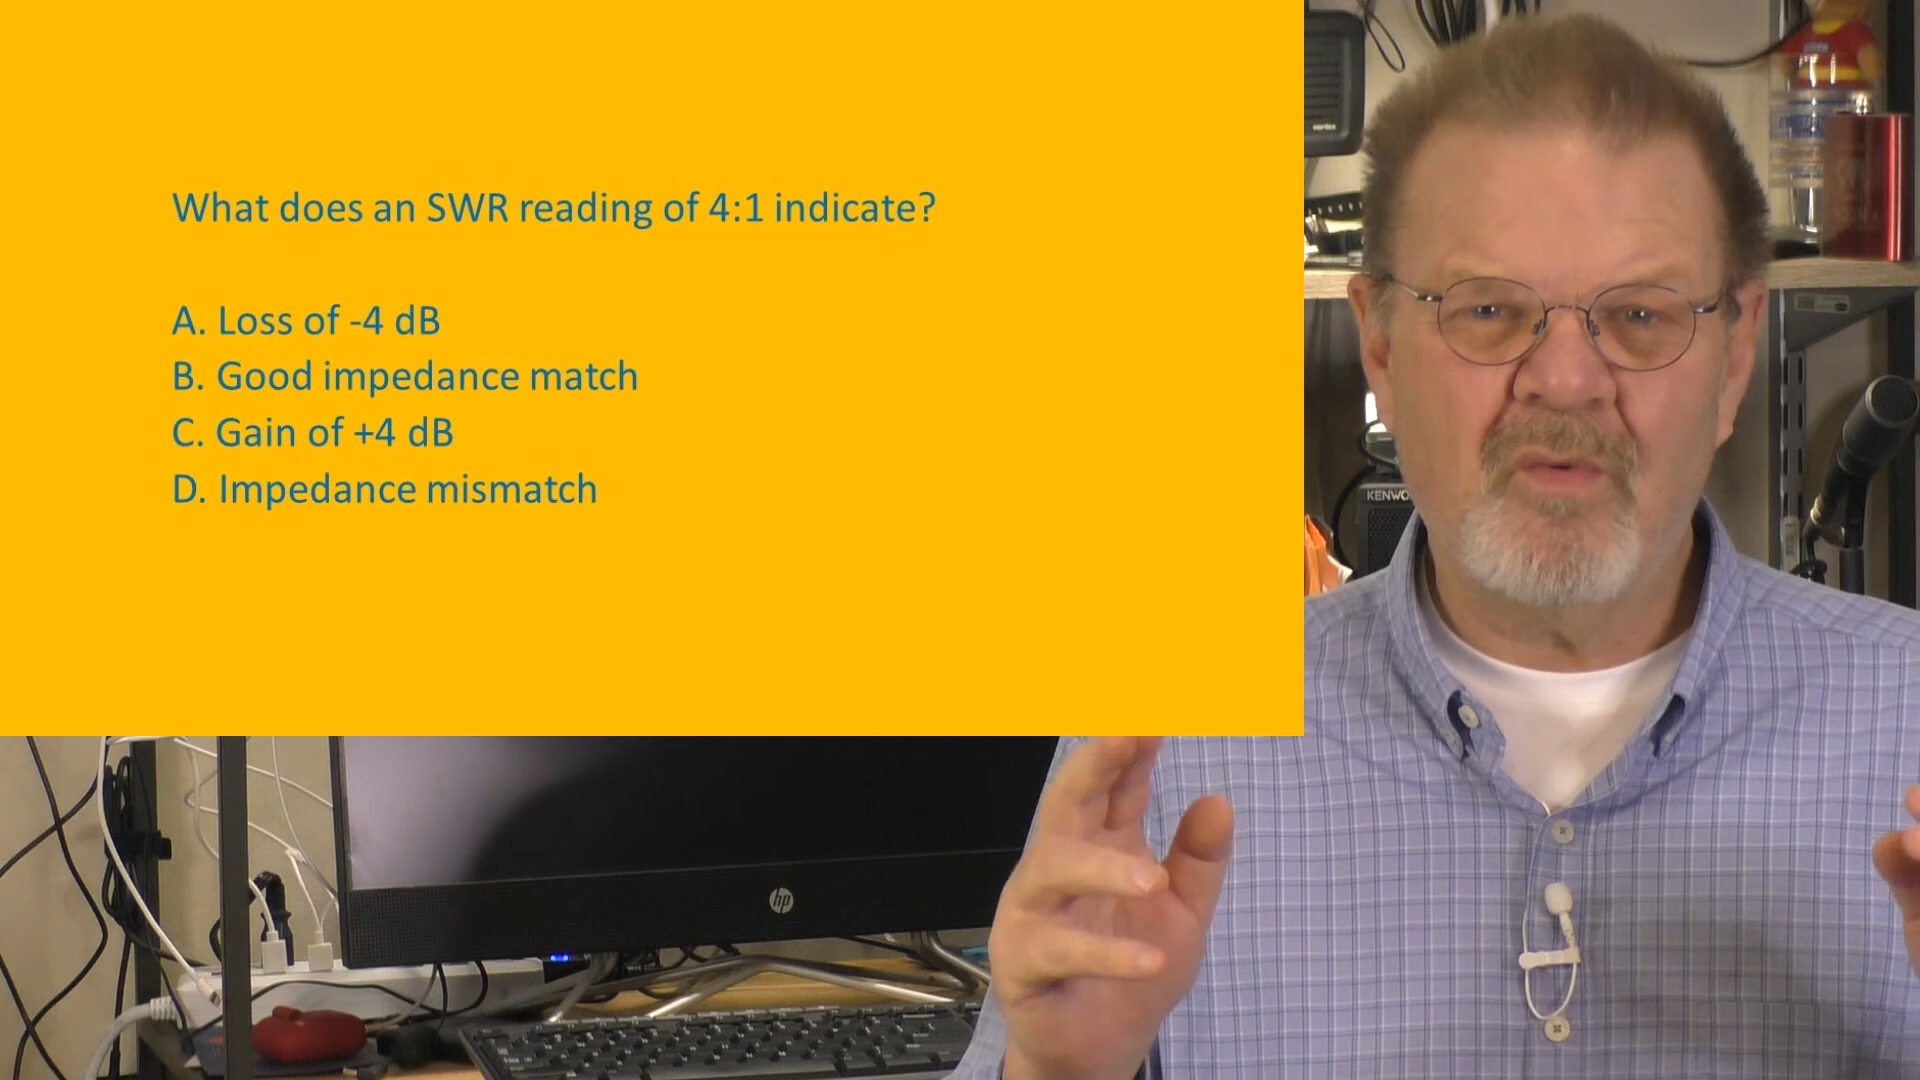 What does an SWR reading of 4:1 indicate?
A. Loss of -4 dB
B. Good impedance match
C. Gain of +4 dB
D. Impedance mismatch
KENWO
hp